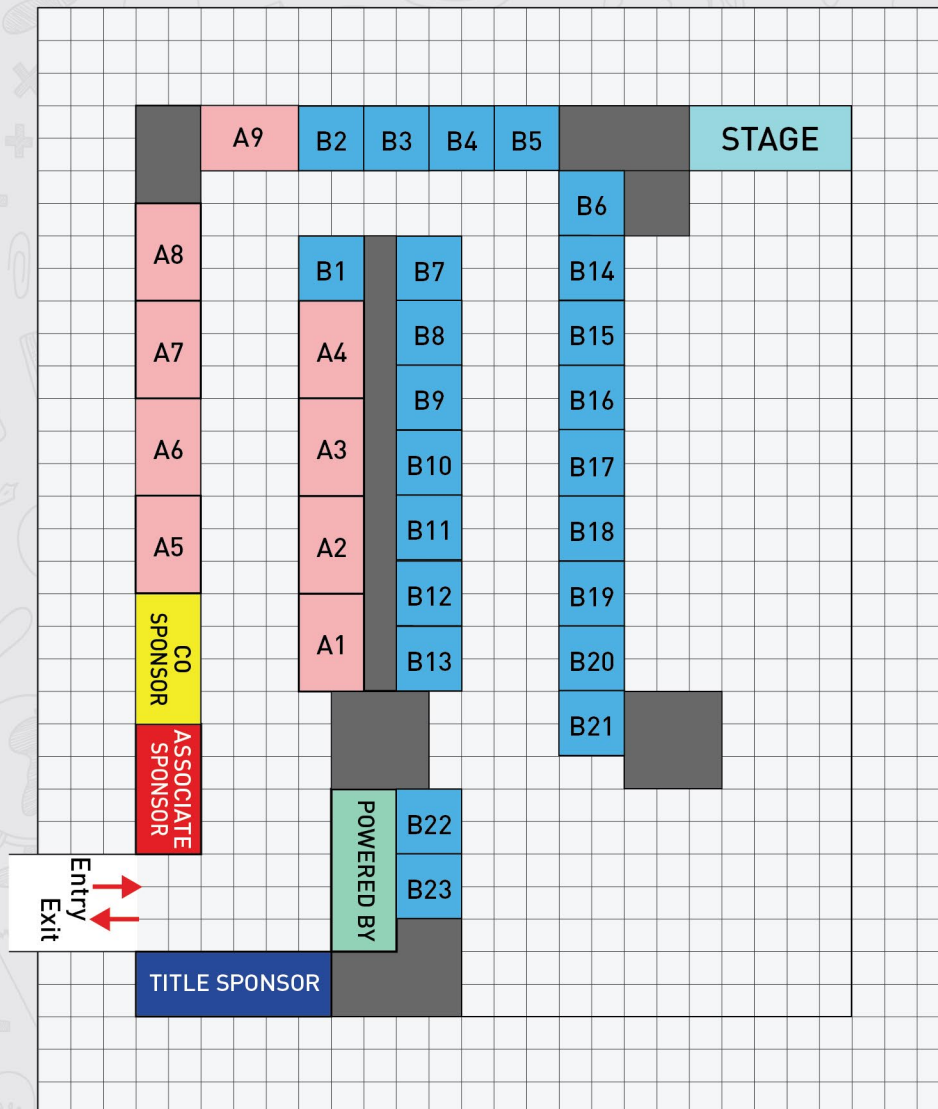 A9
B2
B3
B4
B5
STAGE
B6
A8
B1
B7
B14
A7
A4
B8
B15
B9
B16
A6
A3
B10
B17
A5
A2
B11
B18
B12
B19
CO
SPONSOR
A1
B13
B20
B21
ASSOCIATE
SPONSOR
POWERED BY
B22
B23
Entry
Exit
TITLE SPONSOR